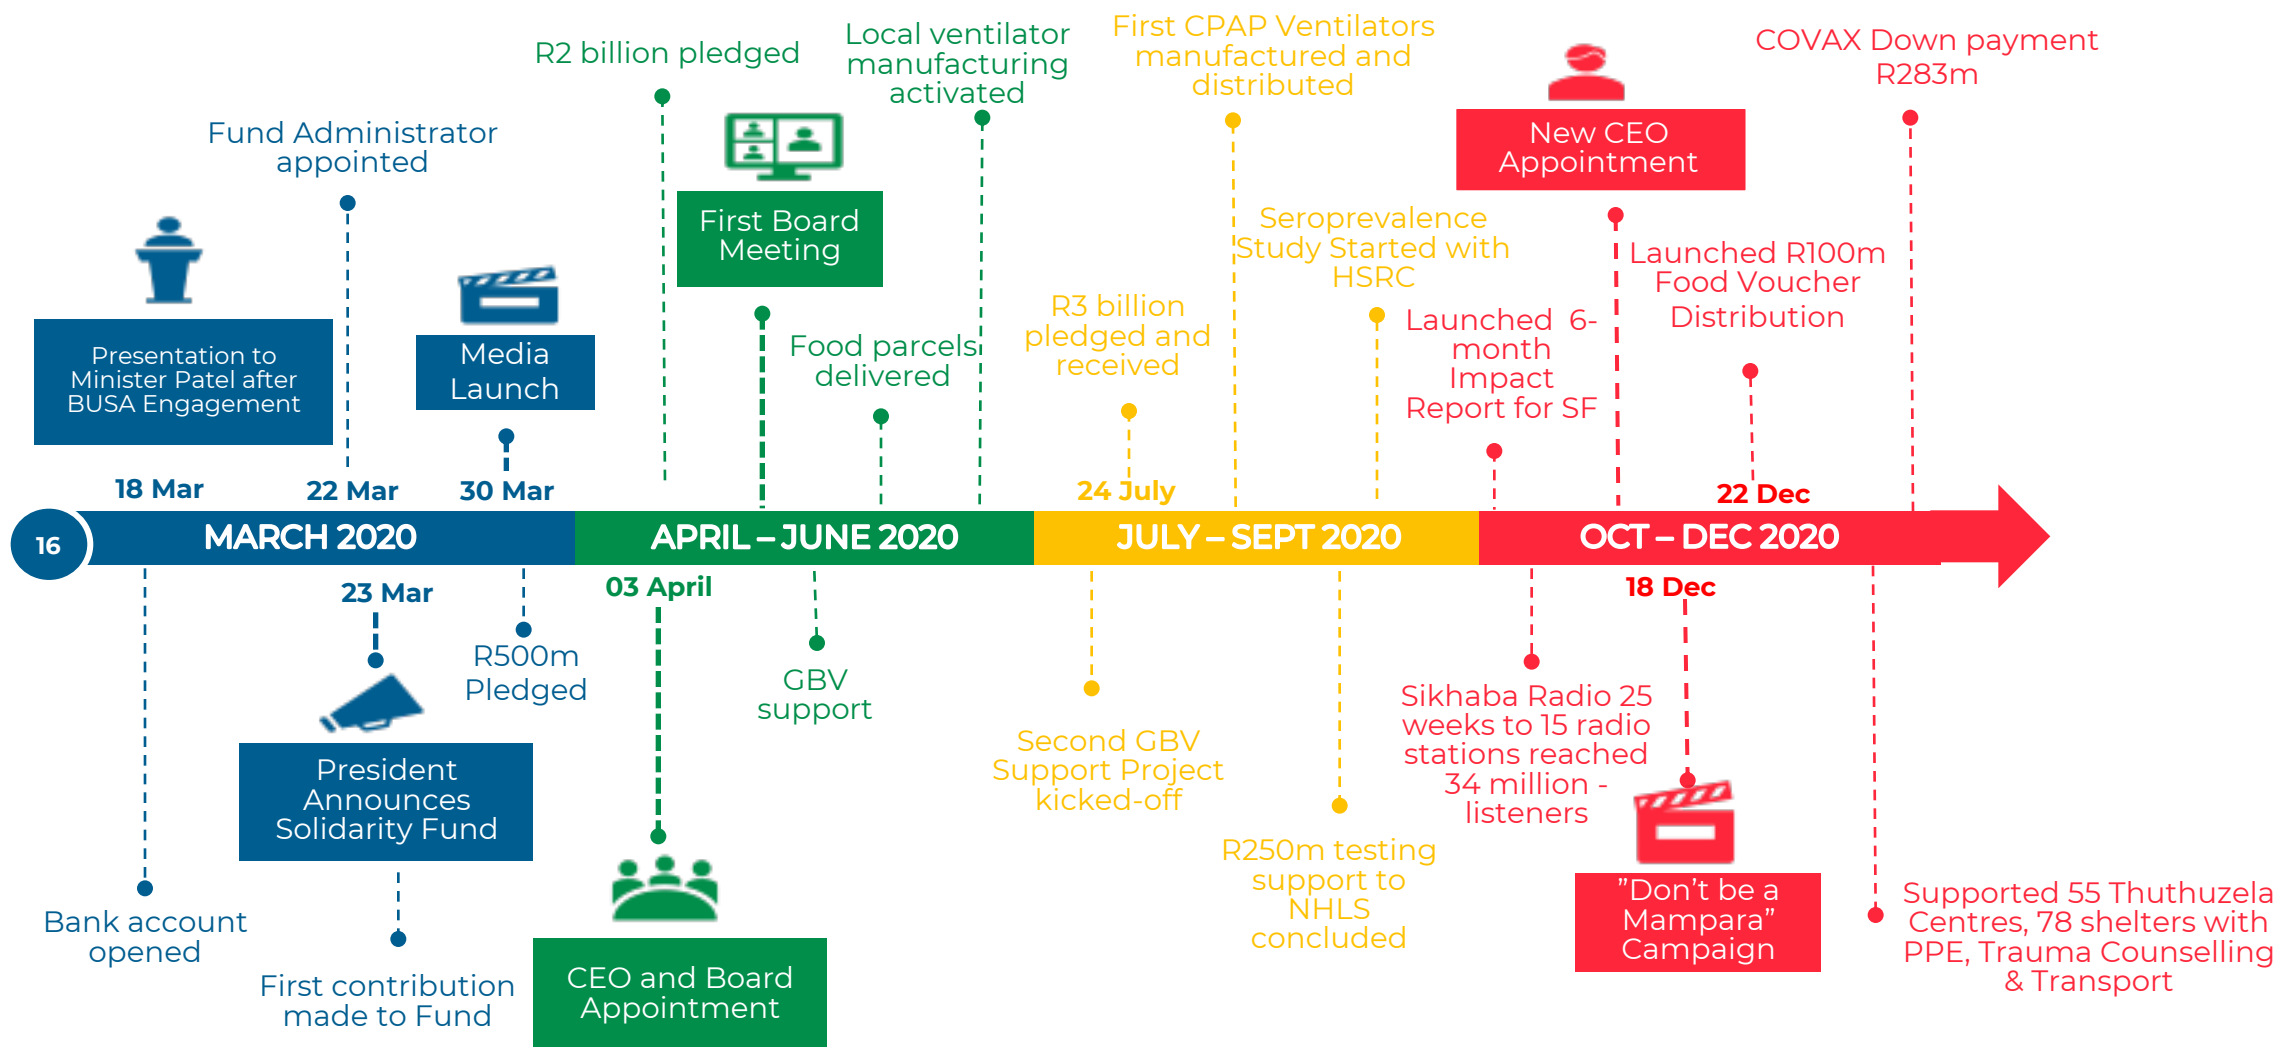 Fund Administrator
appointed
Presentation to
Minister Patel after
BUSA Engagement
Media
Launch
18 Mar
22 Mar
30 Mar
R2 billion pledged
First Board
Meeting
Local ventilator
manufacturing
activated
Food parcels
delivered
First CPAP Ventilators
manufactured and
distributed
R3 billion
pledged and
received
24 July
Seroprevalence
Study Started with
HSRC
New CEO
Appointment
Launched 6-
month
Impact
Report for SF
Launched R100m
Food Voucher
Distribution
22 Dec
COVAX Down payment
R283m
16
MARCH 2020
APRIL – JUNE 2020
JULY – SEPT 2020
OCT – DEC 2020
Bank account
opened
23 Mar
President
Announces
Solidarity Fund
First contribution
made to Fund
R500m
Pledged
03 April
CEO and Board
Appointment
GBV
support
Second GBV
Support Project
kicked-off
R250m testing
support to
NHLS
concluded
Sikhaba Radio 25
weeks to 15 radio
stations reached
34 million -
listeners
18 Dec
”Don’t be a
Mampara”
Campaign
Supported 55 Thuthuzela
Centres, 78 shelters with
PPE, Trauma Counselling
& Transport